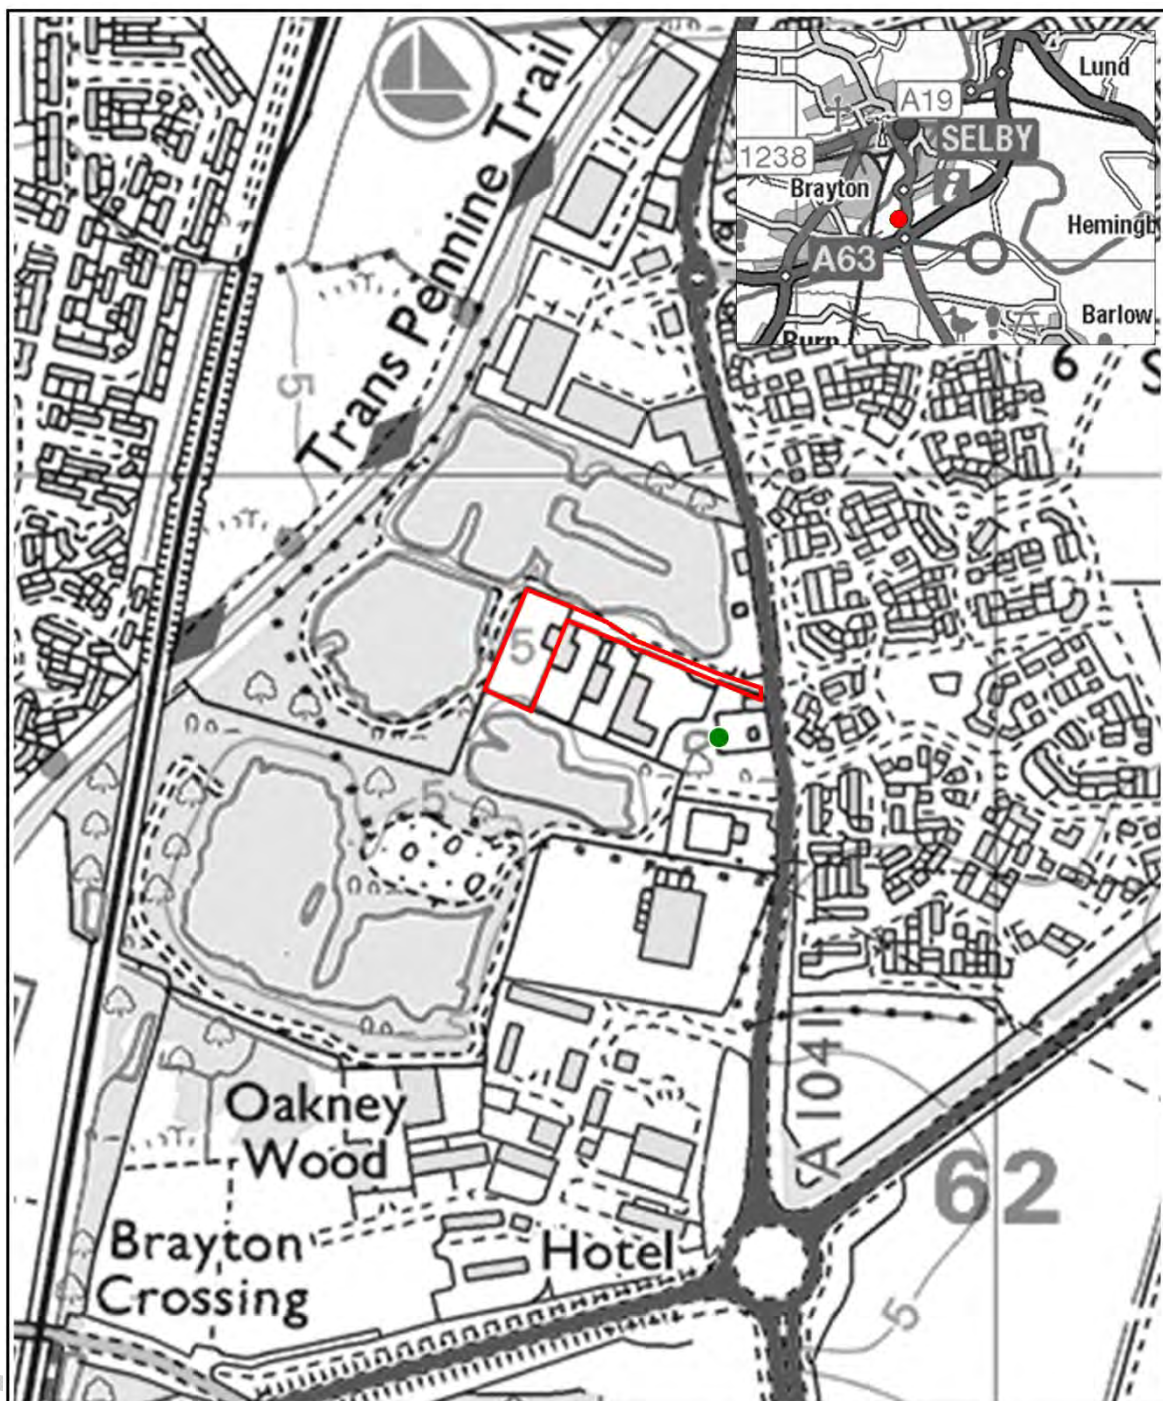 Trans Pennine Trail
A19
Lund
SELBY
1238
Brayton
i
Hemingb
A63
Barlow
Burn
6
5
5
5
5
A 1041
62
Oakney
Wood
Brayton
Crossing
Hotel
5